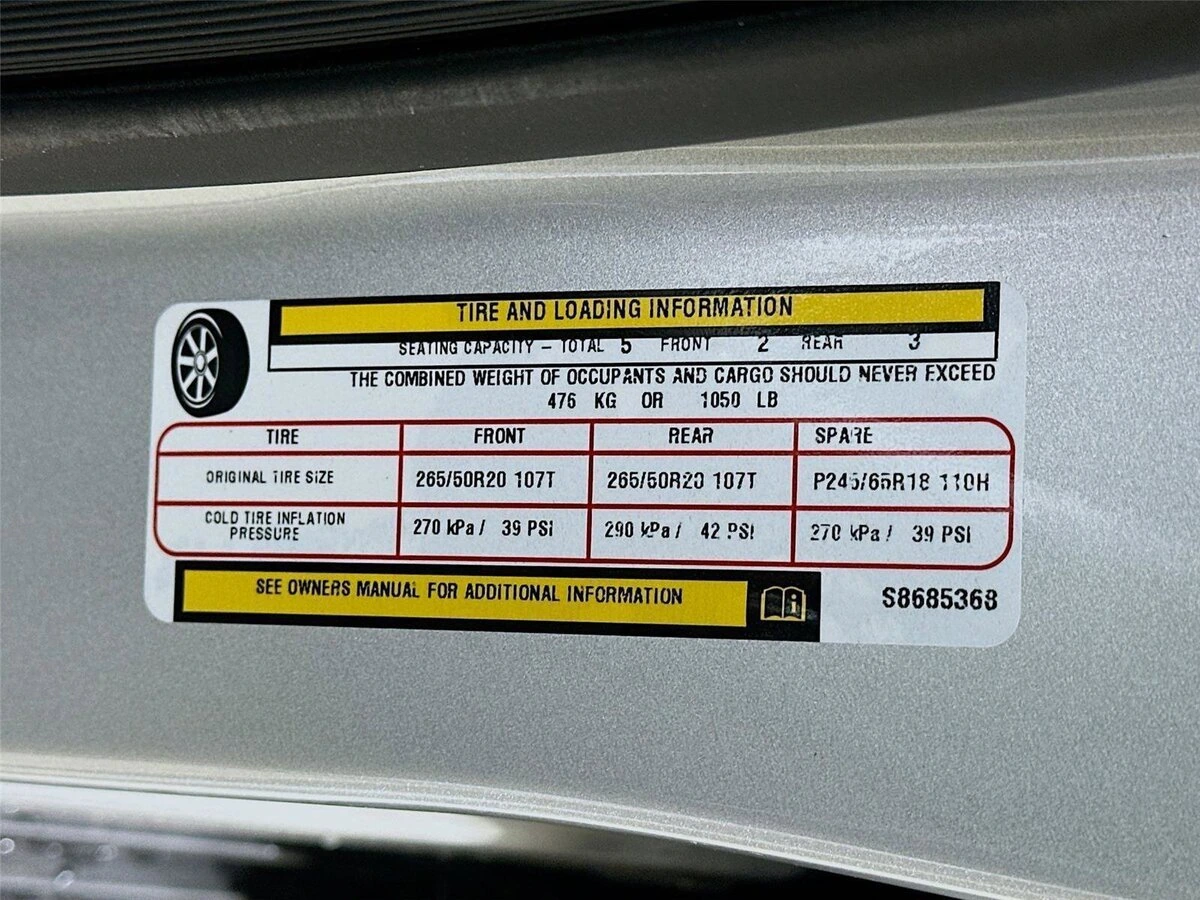 TIRE AND LOADING INFORMATION
SEATING CAPACITY – TOTAL 5 FRONT 2 REAR 3
THE COMBINED WEIGHT OF OCCUPANTS AND CARGO SHOULD NEVER EXCEED
476 KG OR 1050 LB
TIRE FRONT REAR SPARE
ORIGINAL TIRE SIZE 265/50R20 107T 265/50R20 107T P245/65R18 110H
COLD TIRE INFLATION PRESSURE 270 kPa / 39 PSI 290 kPa / 42 PSI 270 kPa / 39 PSI
SEE OWNERS MANUAL FOR ADDITIONAL INFORMATION
S8685368